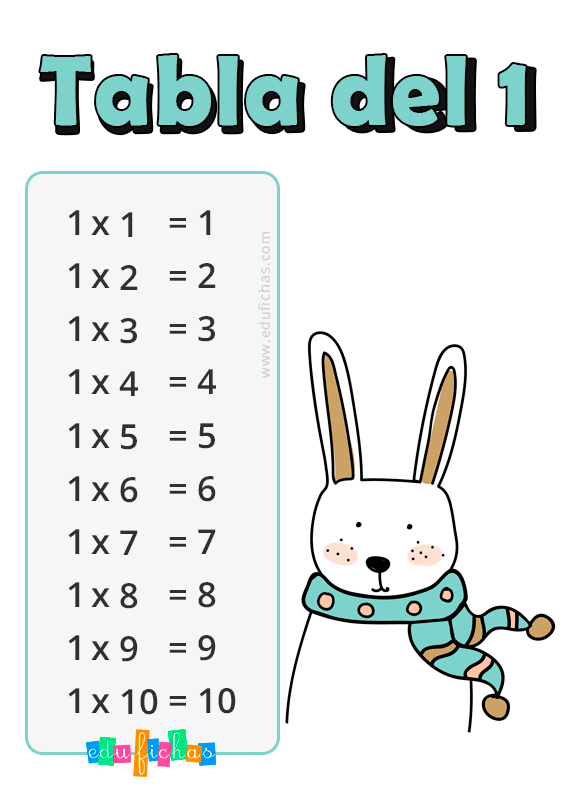 Tabla del 1
1 x 1 = 1
1 x 2 = 2
1 x 3 = 3
1 x 4 = 4
1 x 5 = 5
1 x 6 = 6
1 x 7 = 7
1 x 8 = 8
1 x 9 = 9
1 x 10 = 10
www.edufichas.com
edufichas